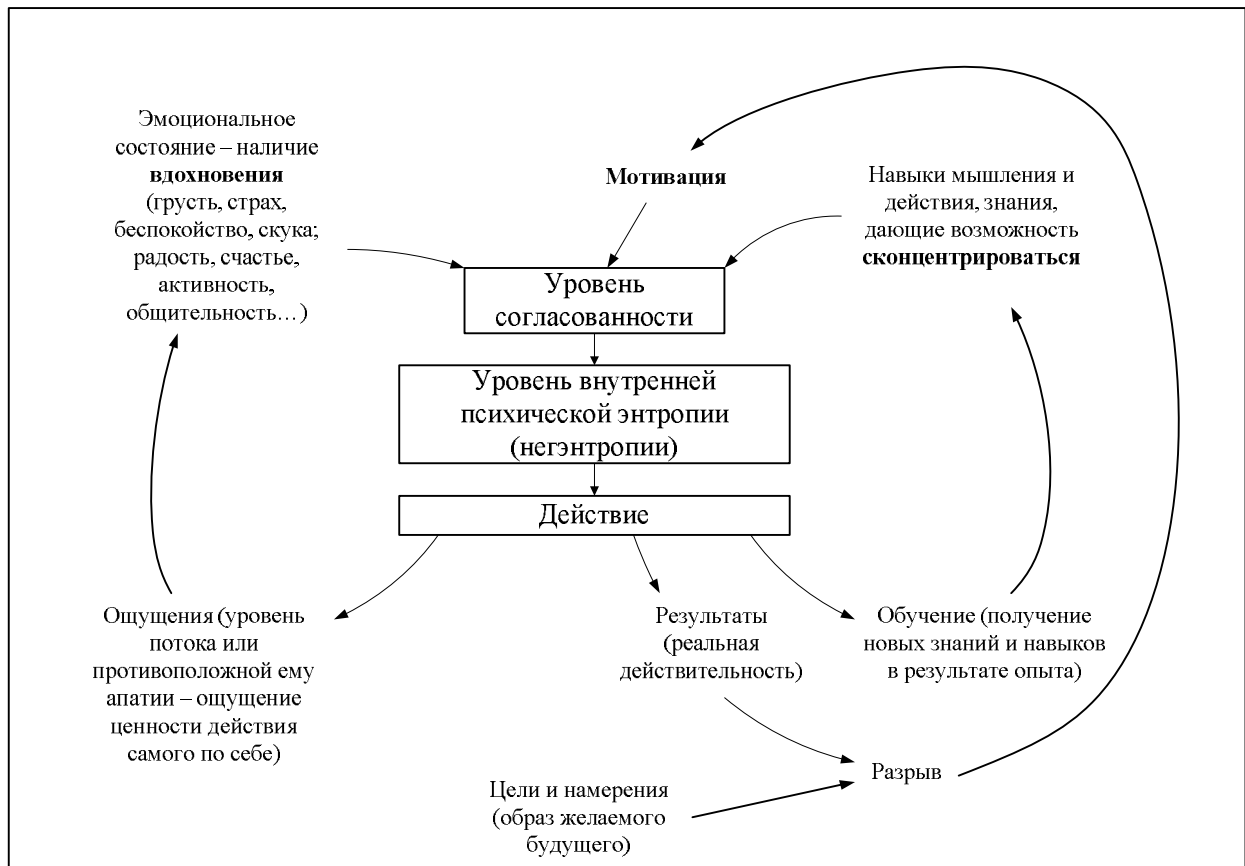 Эмоциональное
состояние – наличие
вдохновения
(грусть, страх,
беспокойство, скука;
радость, счастье,
активность,
общительность…)
Мотивация
Навыки мышления и
действия, знания,
дающие возможность
сконцентрироваться
Уровень
согласованности
Уровень внутренней
психической энтропии
(негэнтропии)
Действие
Ощущения (уровень
потока или
противоположной ему
апатии – ощущение
ценности действия
самого по себе)
Результаты
(реальная
действительность)
Обучение (получение
новых знаний и навыков
в результате опыта)
Разрыв
Цели и намерения
(образ желаемого
будущего)